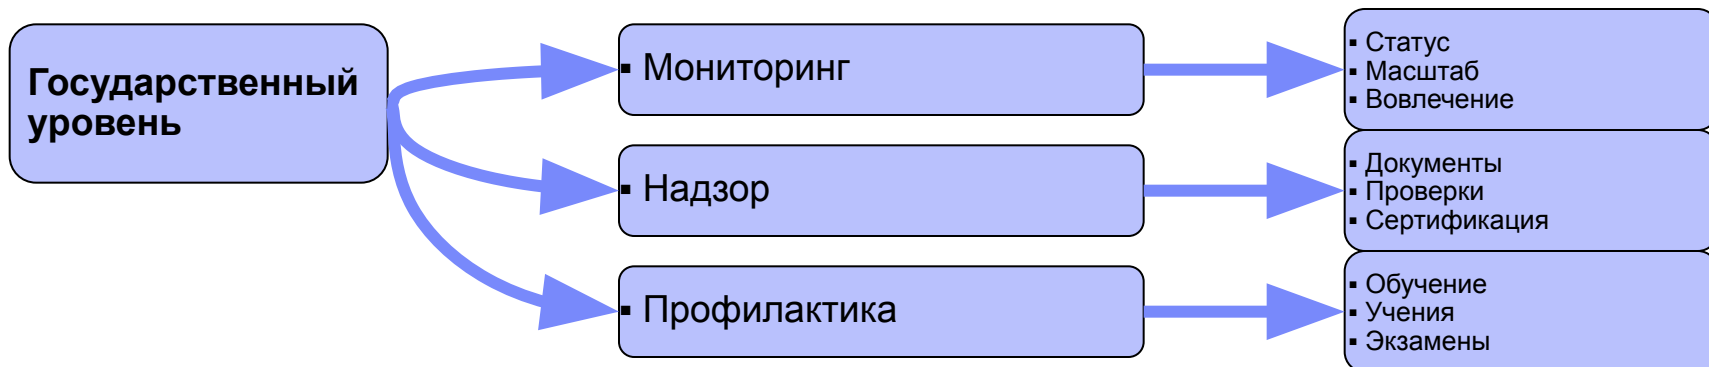 Государственный
уровень
▪ Мониторинг
▪ Статус
▪ Масштаб
▪ Вовлечение
▪ Надзор
▪ Документы
▪ Проверки
▪ Сертификация
▪ Профилактика
▪ Обучение
▪ Учения
▪ Экзамены